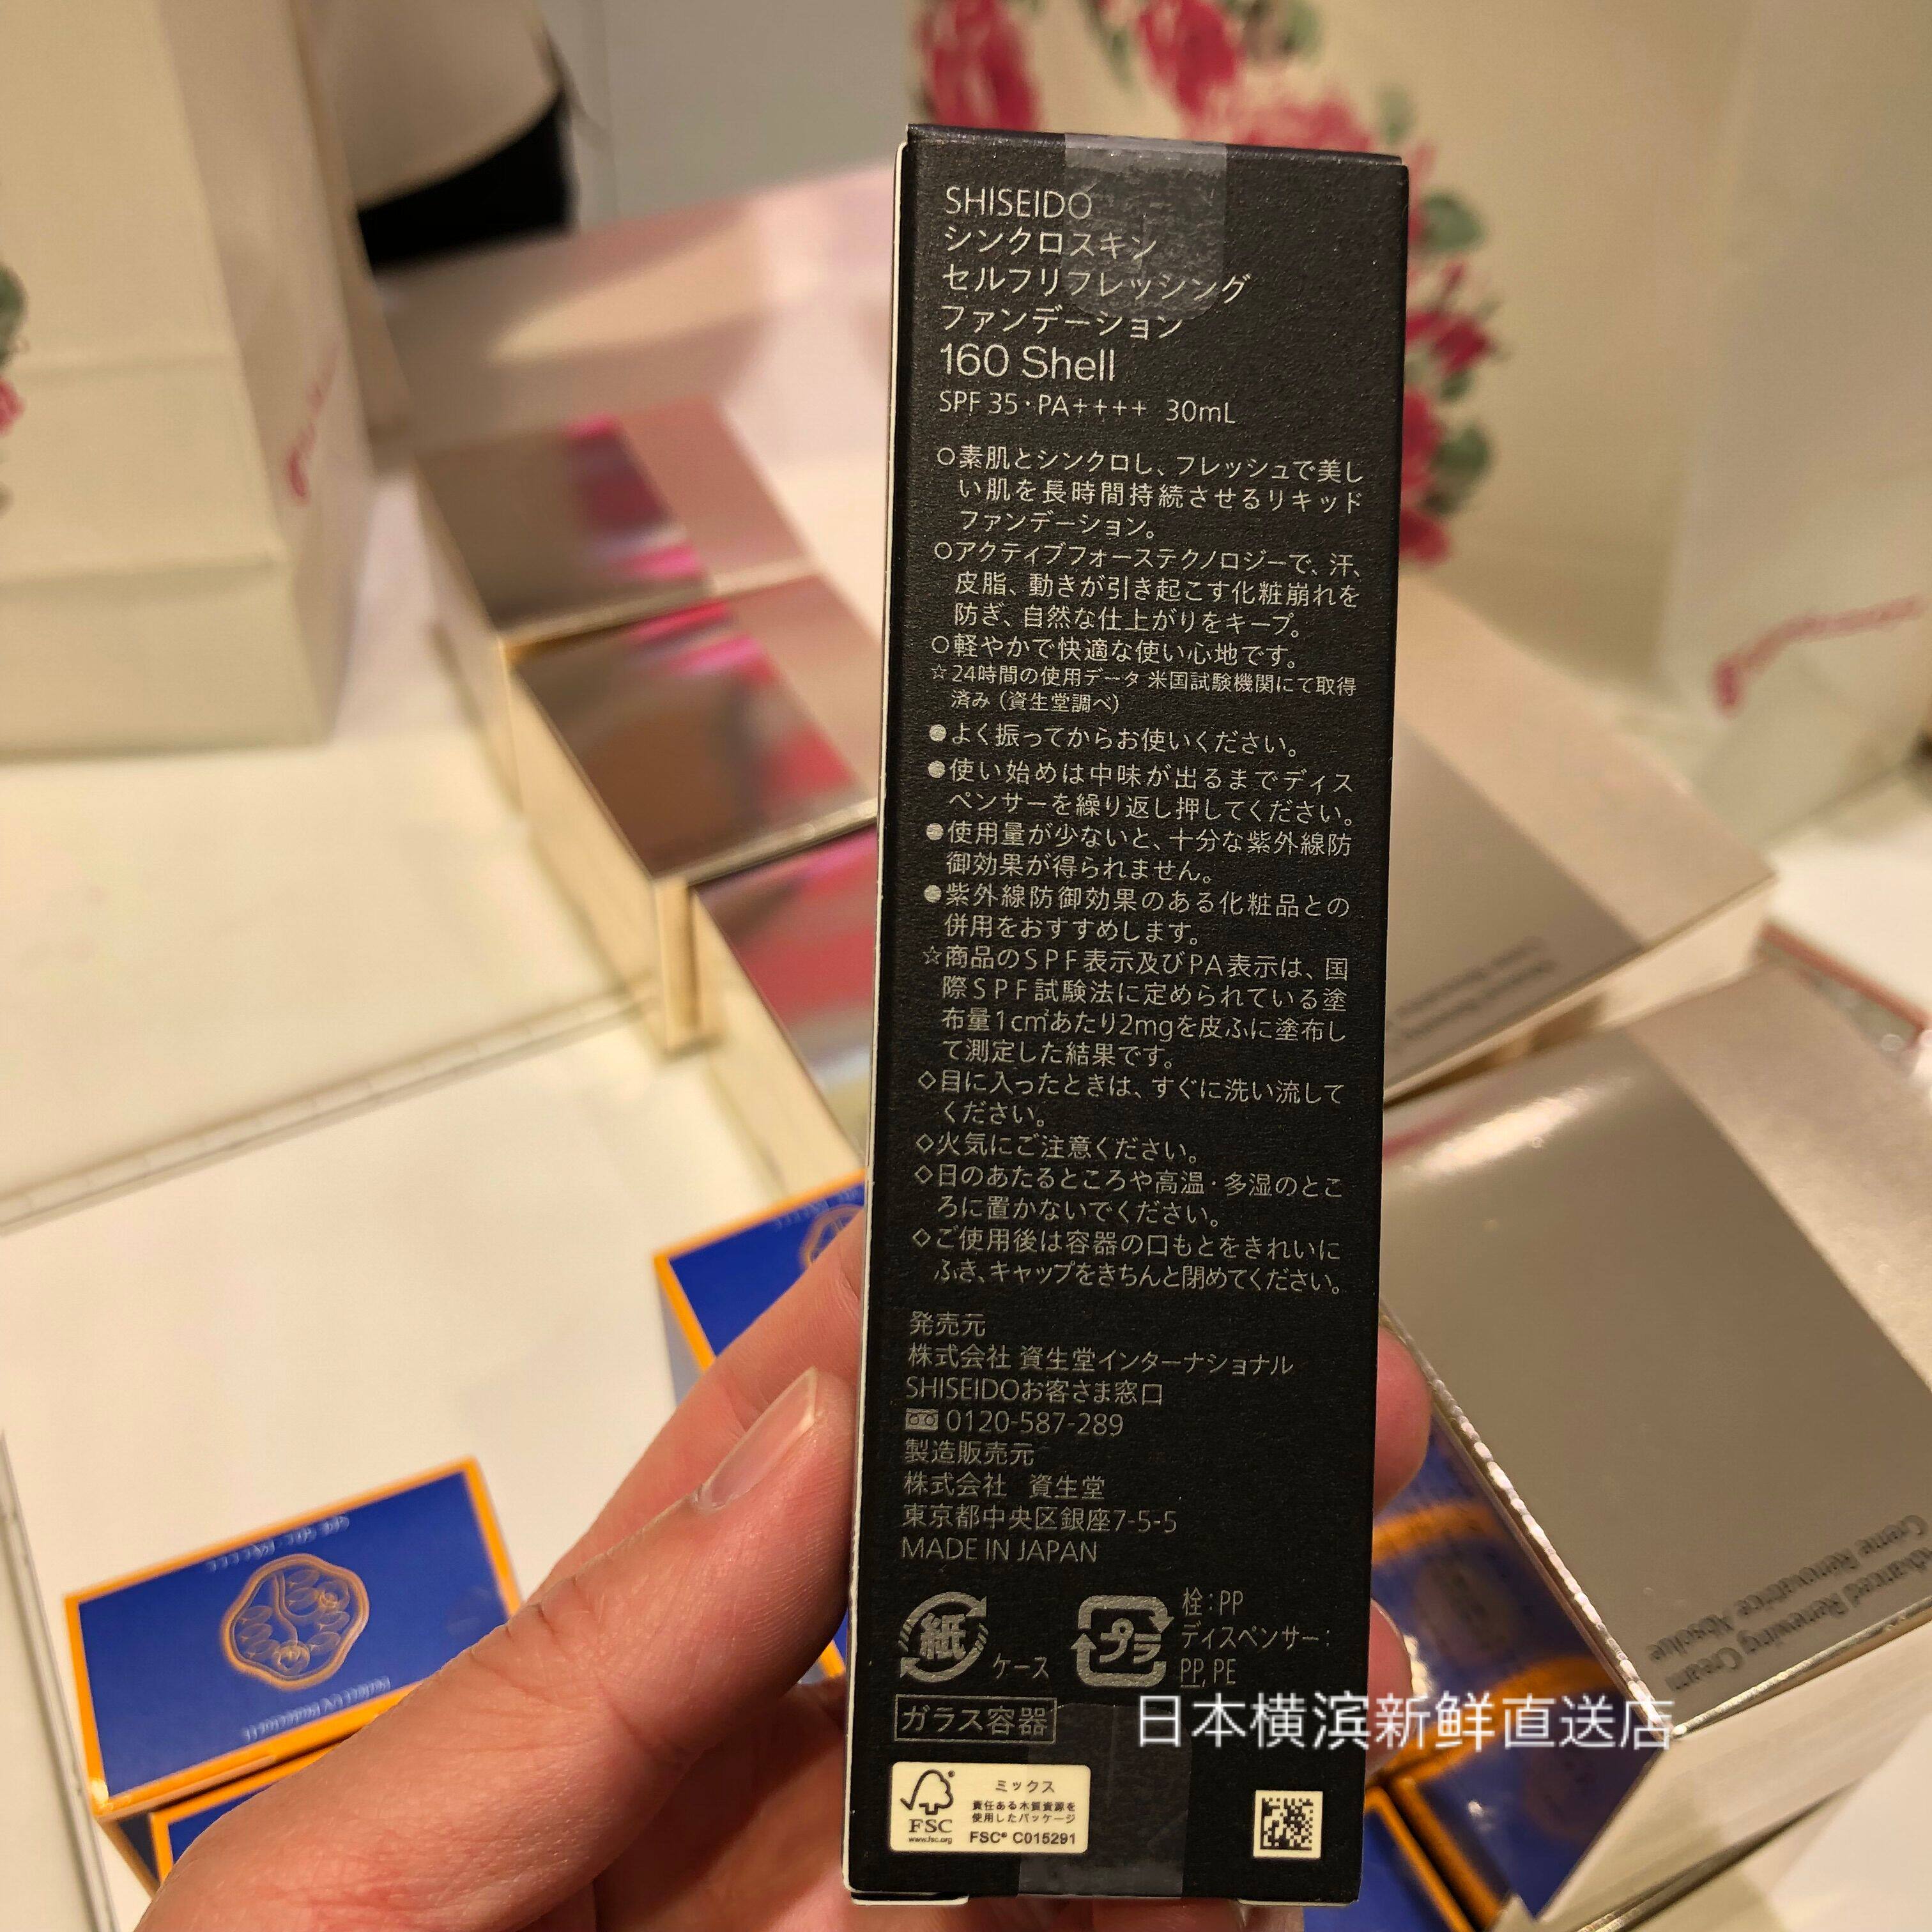 SHISEIDO
シンクロスキン
セルフリフレッシング
ファンデーション
160 Shell
SPF 35・PA++++ 30mL
○素肌とシンクロし、フレッシュで美し
い肌を長時間持続させるリキッド
ファンデーション。
○アクティブフォーステクノロジーで、汗、
皮脂、動きが引き起こす化粧崩れを
防ぎ、自然な仕上がりをキープ。
○軽やかで快適な使い心地です。
☆24時間の使用データ 米国試験機関にて取得
済み（資生堂調べ）
●よく振ってからお使いください。
●使い始めは中味が出るまでディス
ペンサーを繰り返し押してください。
●使用量が少ないと、十分な紫外線防
御効果が得られません。
●紫外線防御効果のある化粧品との
併用をおすすめします。
☆商品のSPF表示及びPA表示は、国
際SPF試験法に定められている塗
布量1c㎡あたり2mgを皮ふに塗布し
て測定した結果です。
◇目に入ったときは、すぐに洗い流して
ください。
◇火気にご注意ください。
◇日のあたるところや高温・多湿のとこ
ろに置かないでください。
◇ご使用後は容器の口もとをきれいに
ふき、キャップをきちんと閉めてください。
発売元
株式会社 資生堂インターナショナル
SHISEIDOお客さま窓口
0120-587-289
製造販売元
株式会社 資生堂
東京都中央区銀座7-5-5
MADE IN JAPAN
紙 ケース
プラ 栓：PP
ディスペンサー：
PP, PE
ガラス容器
日本横滨新鲜直送店
FSC
www.fsc.org
ミックス
責任ある木質資源を
使用したパッケージ
FSC® C015291
Advanced Renewing Cream
Crème Rénovatrice Absolue